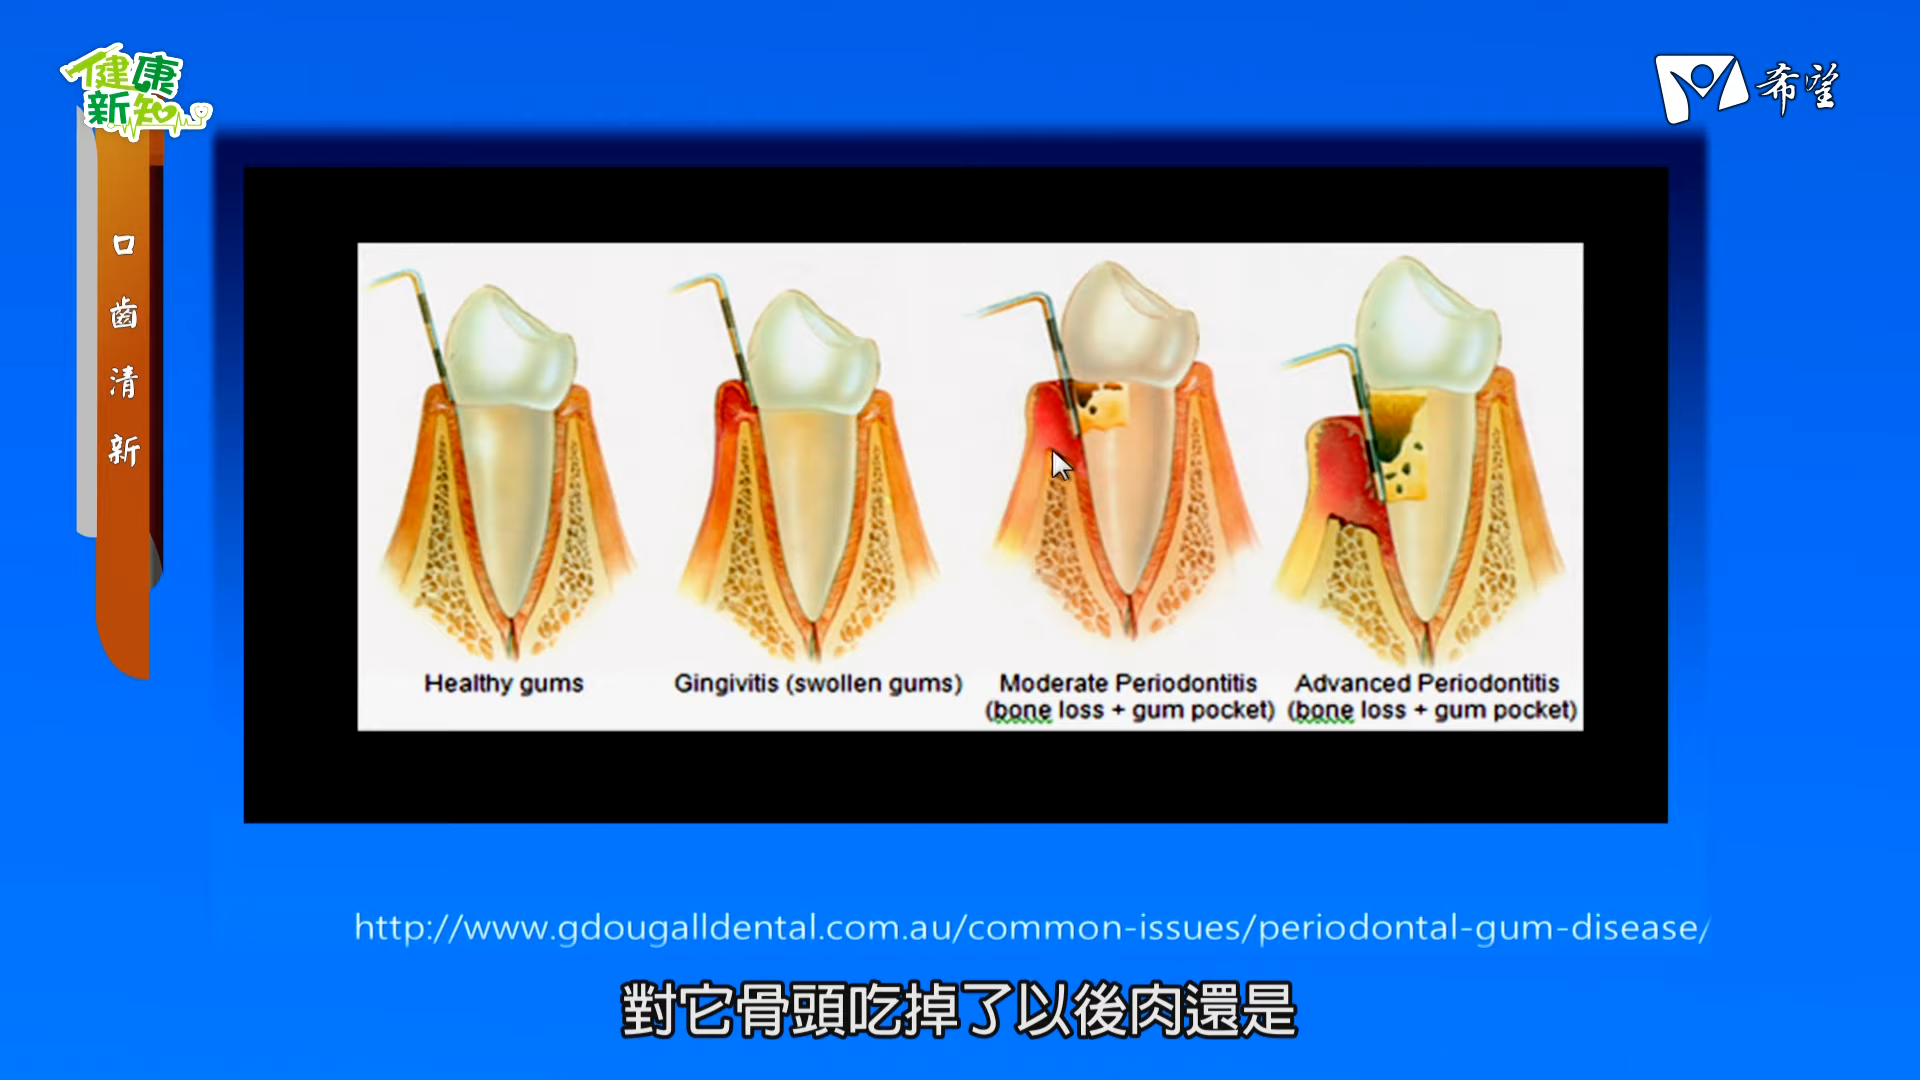 健康
新知
希望
口齒清新
Healthy gums
Gingivitis (swollen gums)
Moderate Periodontitis
(bone loss + gum pocket)
Advanced Periodontitis
(bone loss + gum pocket)
http://www.gdougalldental.com.au/common-issues/periodontal-gum-disease/
對它骨頭吃掉了以後肉還是